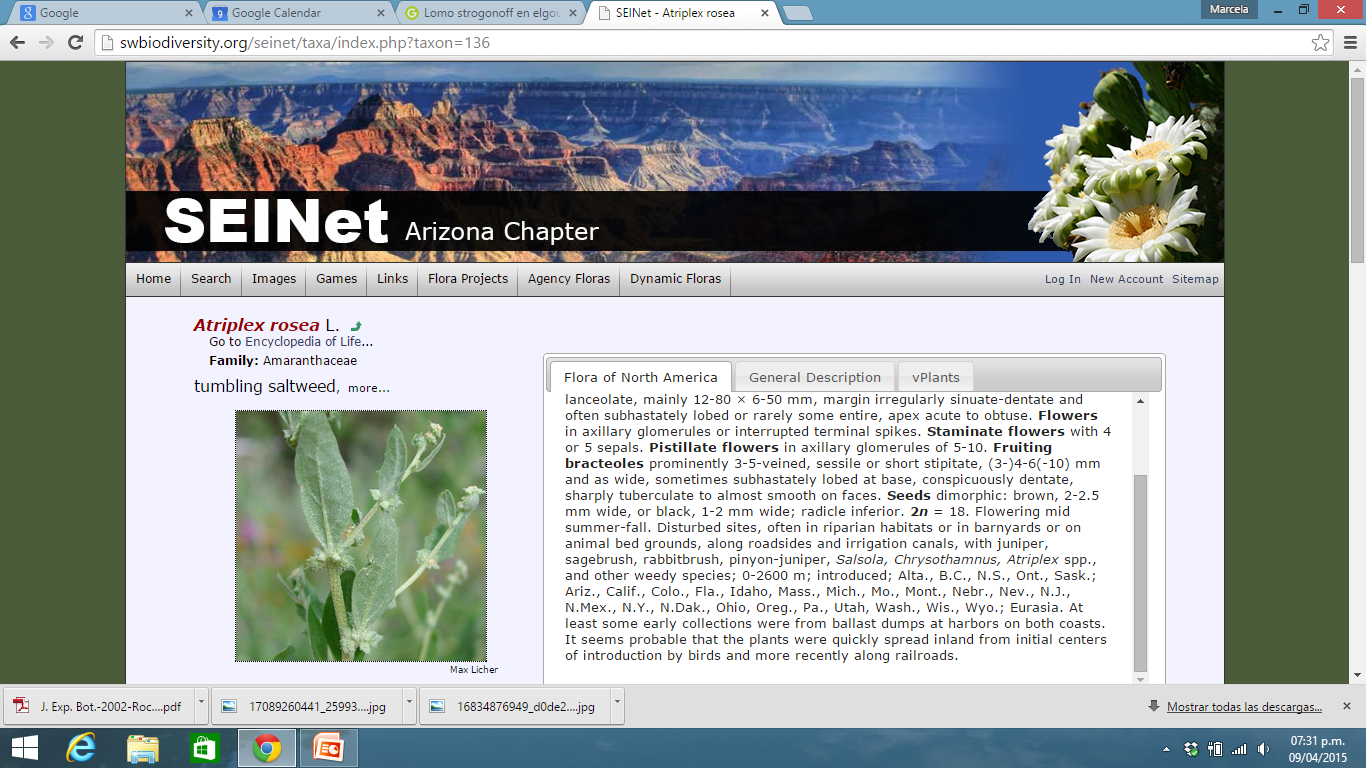 Google
Google Calendar
Lomo strogonoff en elgou
SEINet - Atriplex rosea
Marcela
swbiodiversity.org/seinet/taxa/index.php?taxon=136
SEINet Arizona Chapter
Home Search Images Games Links Flora Projects Agency Floras Dynamic Floras
Log In New Account Sitemap
Atriplex rosea L.
Go to Encyclopedia of Life...
Family: Amaranthaceae
tumbling saltweed, more...
Max Licher
Flora of North America General Description vPlants
lanceolate, mainly 12-80 × 6-50 mm, margin irregularly sinuate-dentate and
often subhastately lobed or rarely some entire, apex acute to obtuse. Flowers
in axillary glomerules or interrupted terminal spikes. Staminate flowers with 4
or 5 sepals. Pistillate flowers in axillary glomerules of 5-10. Fruiting
bracteoles prominently 3-5-veined, sessile or short stipitate, (3-)4-6(-10) mm
and as wide, sometimes subhastately lobed at base, conspicuously dentate,
sharply tuberculate to almost smooth on faces. Seeds dimorphic: brown, 2-2.5
mm wide, or black, 1-2 mm wide; radicle inferior. 2n = 18. Flowering mid
summer-fall. Disturbed sites, often in riparian habitats or in barnyards or on
animal bed grounds, along roadsides and irrigation canals, with juniper,
sagebrush, rabbitbrush, pinyon-juniper, Salsola, Chrysothamnus, Atriplex spp.,
and other weedy species; 0-2600 m; introduced; Alta., B.C., N.S., Ont., Sask.;
Ariz., Calif., Colo., Fla., Idaho, Mass., Mich., Mo., Mont., Nebr., Nev., N.J.,
N.Mex., N.Y., N.Dak., Ohio, Oreg., Pa., Utah, Wash., Wis., Wyo.; Eurasia. At
least some early collections were from ballast dumps at harbors on both coasts.
It seems probable that the plants were quickly spread inland from initial centers
of introduction by birds and more recently along railroads.
J. Exp. Bot.-2002-Roc....pdf
17089260441_25993....jpg
16834876949_d0de2....jpg
Mostrar todas las descargas...
07:31 p.m.
09/04/2015